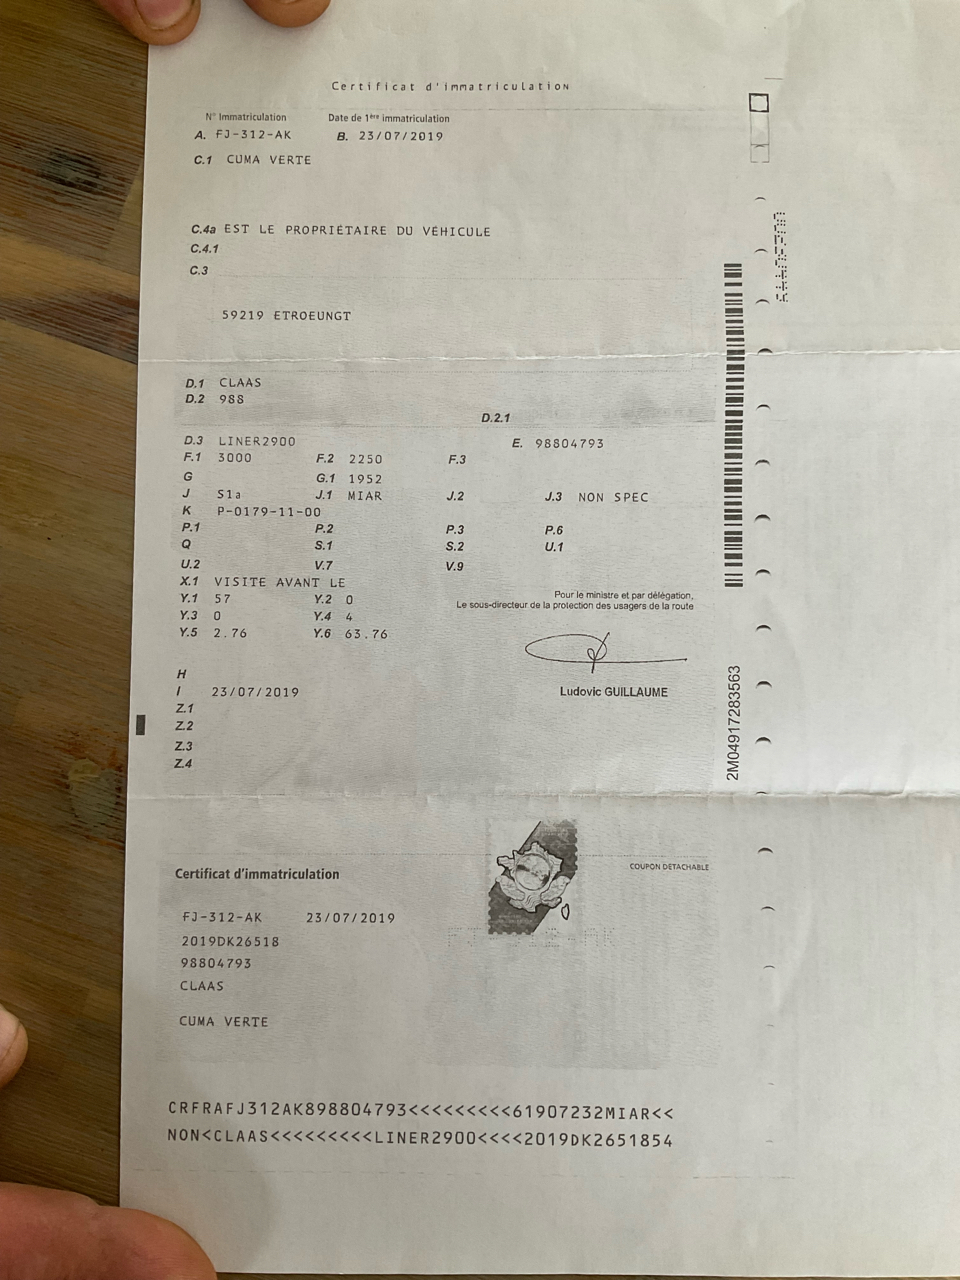 Certificat d'immatriculation
N° Immatriculation Date de 1ère immatriculation
A. FJ-312-AK B. 23/07/2019
C.1 CUMA VERTE
C.4a EST LE PROPRIÉTAIRE DU VÉHICULE
C.4.1
C.3
59219 ETROEUNGT
D.1 CLAAS
D.2 988
D.2.1
D.3 LINER2900 E. 98804793
F.1 3000 F.2 2250 F.3
G G.1 1952
J S1a J.1 MIAR J.2 J.3 NON SPEC
K P-0179-11-00
P.1 P.2 P.3 P.6
Q S.1 S.2 U.1
U.2 V.7 V.9
X.1 VISITE AVANT LE
Y.1 57 Y.2 0
Y.3 0 Y.4 4
Y.5 2.76 Y.6 63.76
Pour le ministre et par délégation,
Le sous-directeur de la protection des usagers de la route
H
I 23/07/2019
Ludovic GUILLAUME
Z.1
Z.2
Z.3
Z.4
2M04917283563
COUPON DETACHABLE
Certificat d'immatriculation
FJ-312-AK 23/07/2019
2019DK26518
98804793
CLAAS
CUMA VERTE
CRFRAFJ312AK898804793<<<<<<<<<61907232MIAR<<
NON<CLAAS<<<<<<<<<LINER2900<<<<2019DK2651854